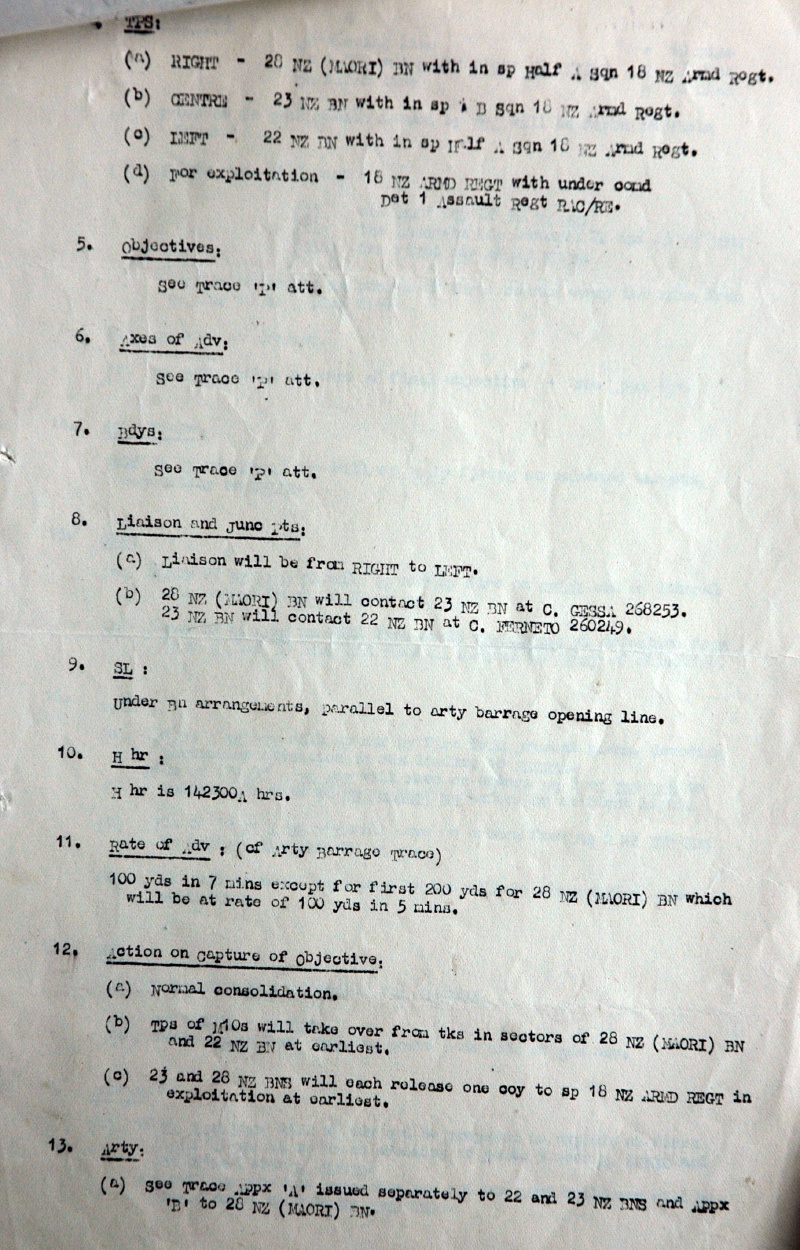 TPS:
(a) RIGHT - 28 NZ (MAORI) BN with in sp Half A Sqn 18 NZ Armd Regt.
(b) CENTRE - 23 NZ BN with in sp B Sqn 18 NZ Armd Regt.
(c) LEFT - 22 NZ BN with in sp Half A Sqn 18 NZ Armd Regt.
(d) For exploitation - 18 NZ ARMD REGT with under comd
Det 1 Assault Regt RAC/RE.
5. Objectives:
See Trace 'P' att.
6. Axes of Adv:
See Trace 'P' att.
7. Bdys:
See Trace 'P' att.
8. Liaison and Junc Pts:
(a) Liaison will be from RIGHT to LEFT.
(b) 28 NZ (MAORI) BN will contact 23 NZ BN at C. GESSA 268253.
23 NZ BN will contact 22 NZ BN at C. FERNETO 260249.
9. SL :
Under Bn arrangements, parallel to arty barrage opening line.
10. H hr :
H hr is 142300A hrs.
11. Rate of Adv : (of Arty Barrage Trace)
100 yds in 7 mins except for first 200 yds for 28 NZ (MAORI) BN which
will be at rate of 100 yds in 5 mins.
12. Action on Capture of Objective:
(a) Normal consolidation.
(b) Tps of M10s will take over from tks in sectors of 28 NZ (MAORI) BN
and 22 NZ BN at earliest.
(c) 23 and 28 NZ BNS will each release one coy to sp 18 NZ ARMD REGT in
exploitation at earliest.
13. Arty:
(a) See Trace Appx 'A' issued separately to 22 and 23 NZ BNS and Appx
'B' to 28 NZ (MAORI) BN.